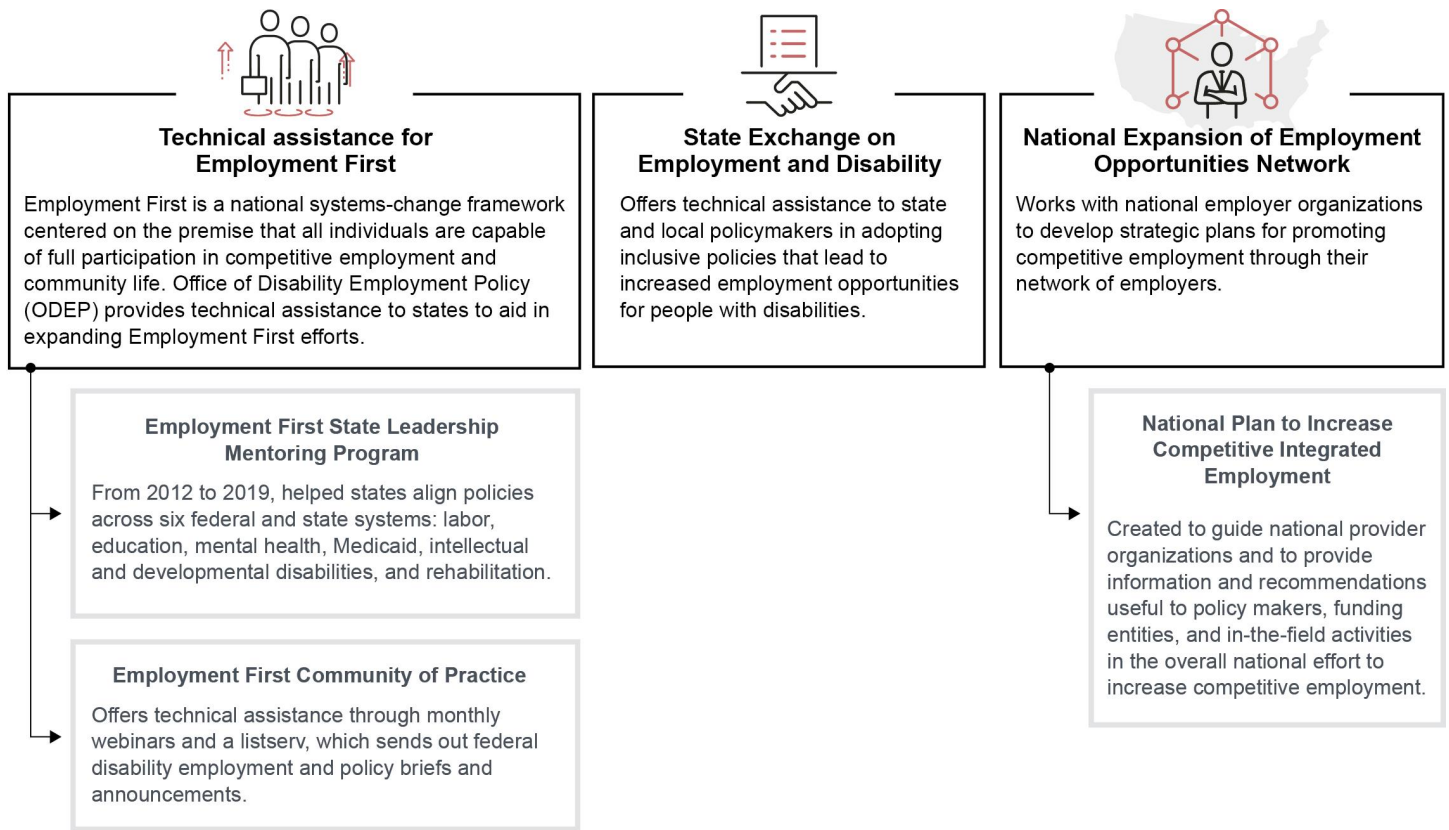 Technical assistance for
Employment First
Employment First is a national systems-change framework
centered on the premise that all individuals are capable
of full participation in competitive employment and
community life. Office of Disability Employment Policy
(ODEP) provides technical assistance to states to aid in
expanding Employment First efforts.
Employment First State Leadership
Mentoring Program
From 2012 to 2019, helped states align policies
across six federal and state systems: labor,
education, mental health, Medicaid, intellectual
and developmental disabilities, and rehabilitation.
Employment First Community of Practice
Offers technical assistance through monthly
webinars and a listserv, which sends out federal
disability employment and policy briefs and
announcements.
State Exchange on
Employment and Disability
Offers technical assistance to state
and local policymakers in adopting
inclusive policies that lead to
increased employment opportunities
for people with disabilities.
National Expansion of Employment
Opportunities Network
Works with national employer organizations
to develop strategic plans for promoting
competitive employment through their
network of employers.
National Plan to Increase
Competitive Integrated
Employment
Created to guide national provider
organizations and to provide
information and recommendations
useful to policy makers, funding
entities, and in-the-field activities
in the overall national effort to
increase competitive employment.